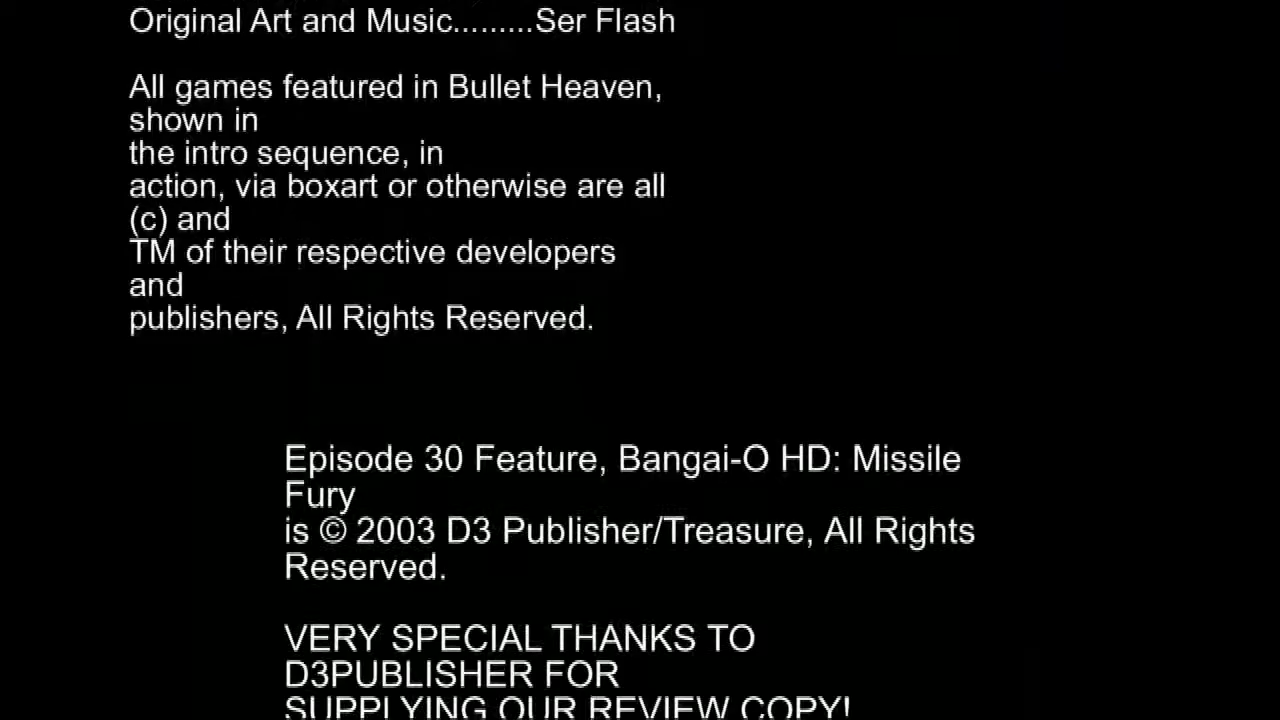 Original Art and Music.........Ser Flash
All games featured in Bullet Heaven,
shown in
the intro sequence, in
action, via boxart or otherwise are all
(c) and
TM of their respective developers
and
publishers, All Rights Reserved.
Episode 30 Feature, Bangai-O HD: Missile
Fury
is © 2003 D3 Publisher/Treasure, All Rights
Reserved.
VERY SPECIAL THANKS TO
D3PUBLISHER FOR
SUPPLYING OUR REVIEW COPY!